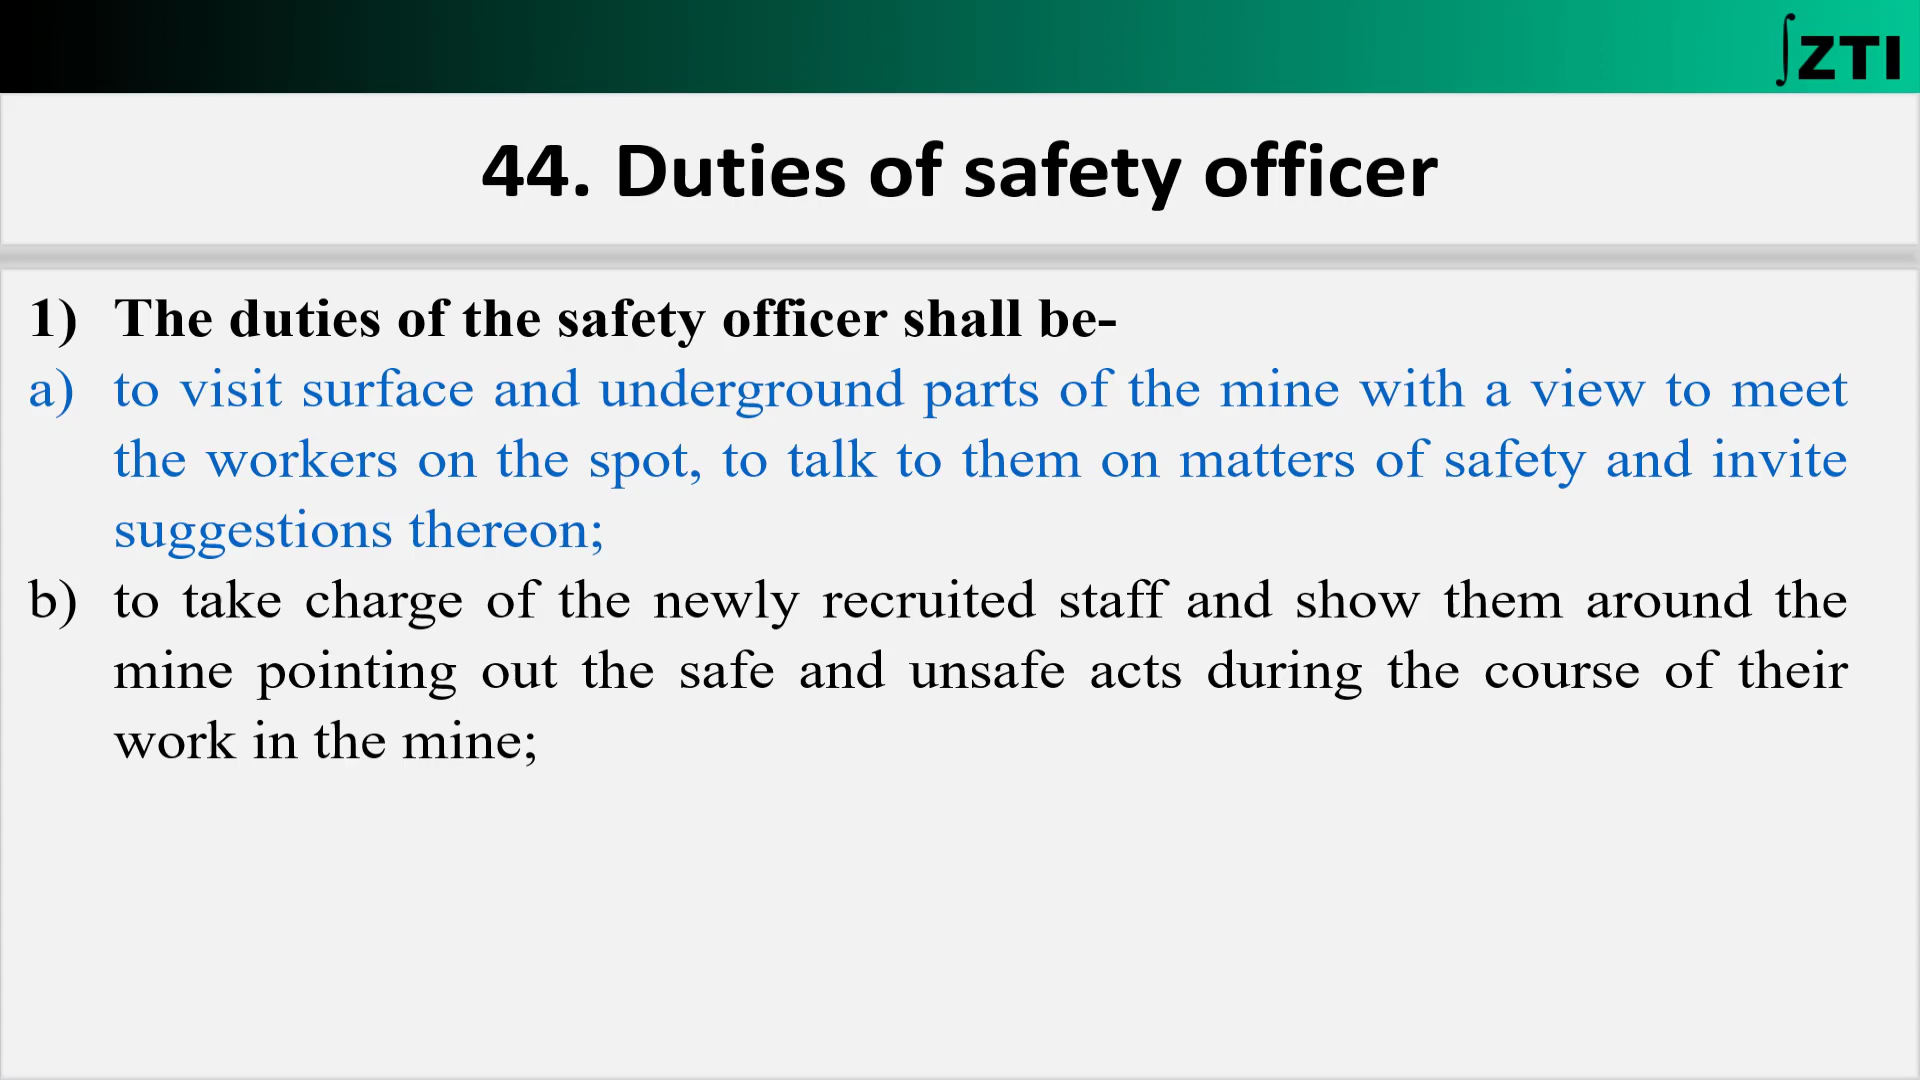 ∫ZTI
44. Duties of safety officer
1) The duties of the safety officer shall be-
a) to visit surface and underground parts of the mine with a view to meet
the workers on the spot, to talk to them on matters of safety and invite
suggestions thereon;
b) to take charge of the newly recruited staff and show them around the
mine pointing out the safe and unsafe acts during the course of their
work in the mine;